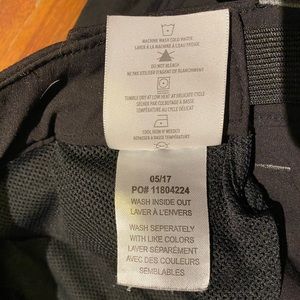 MACHINE WASH COLD
LAVER À LA MACHINE À L'EAU FROIDE
DO NOT BLEACH
NE PAS UTILISER D'AGENT DE BLANCHIMENT
TUMBLE DRY AT LOW HEAT AT DELICATE CYCLE
SÉCHER PAR CULBUTAGE À BASSE
TEMPÉRATURE AU CYCLE DÉLICAT
COOL IRON IF NEEDED
REPASSER À BASSE TEMPÉRATURE
05/17
PO# 11804224
WASH INSIDE OUT
LAVER À L'ENVERS
WASH SEPERATELY
WITH LIKE COLORS
LAVER SÉPARÉMENT
AVEC DES COULEURS
SEMBLABLES